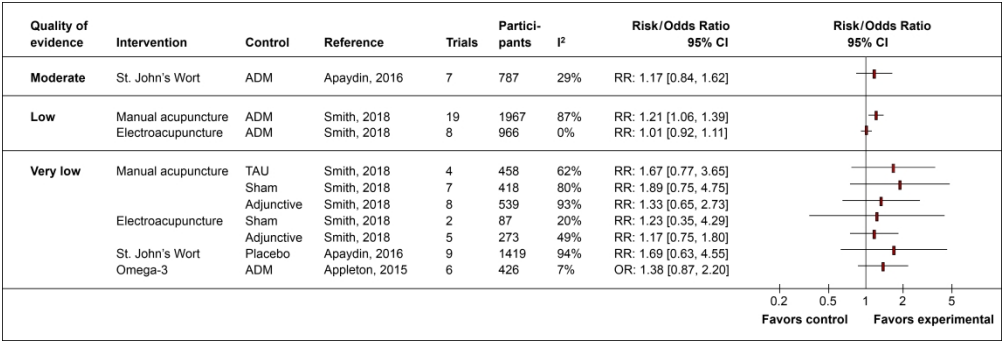 Quality of evidence Intervention Control Reference Trials Partici-pants I² Risk/Odds Ratio 95% CI Risk/Odds Ratio 95% CI
Moderate St. John's Wort ADM Apaydin, 2016 7 787 29% RR: 1.17 [0.84, 1.62]
Low Manual acupuncture ADM Smith, 2018 19 1967 87% RR: 1.21 [1.06, 1.39]
Electroacupuncture ADM Smith, 2018 8 966 0% RR: 1.01 [0.92, 1.11]
Very low Manual acupuncture TAU Smith, 2018 4 458 62% RR: 1.67 [0.77, 3.65]
Sham Smith, 2018 7 418 80% RR: 1.89 [0.75, 4.75]
Adjunctive Smith, 2018 8 539 93% RR: 1.33 [0.65, 2.73]
Electroacupuncture Sham Smith, 2018 2 87 20% RR: 1.23 [0.35, 4.29]
Adjunctive Smith, 2018 5 273 49% RR: 1.17 [0.75, 1.80]
St. John's Wort Placebo Apaydin, 2016 9 1419 94% RR: 1.69 [0.63, 4.55]
Omega-3 ADM Appleton, 2015 6 426 7% OR: 1.38 [0.87, 2.20]
0.2 0.5 1 2 5
Favors control Favors experimental